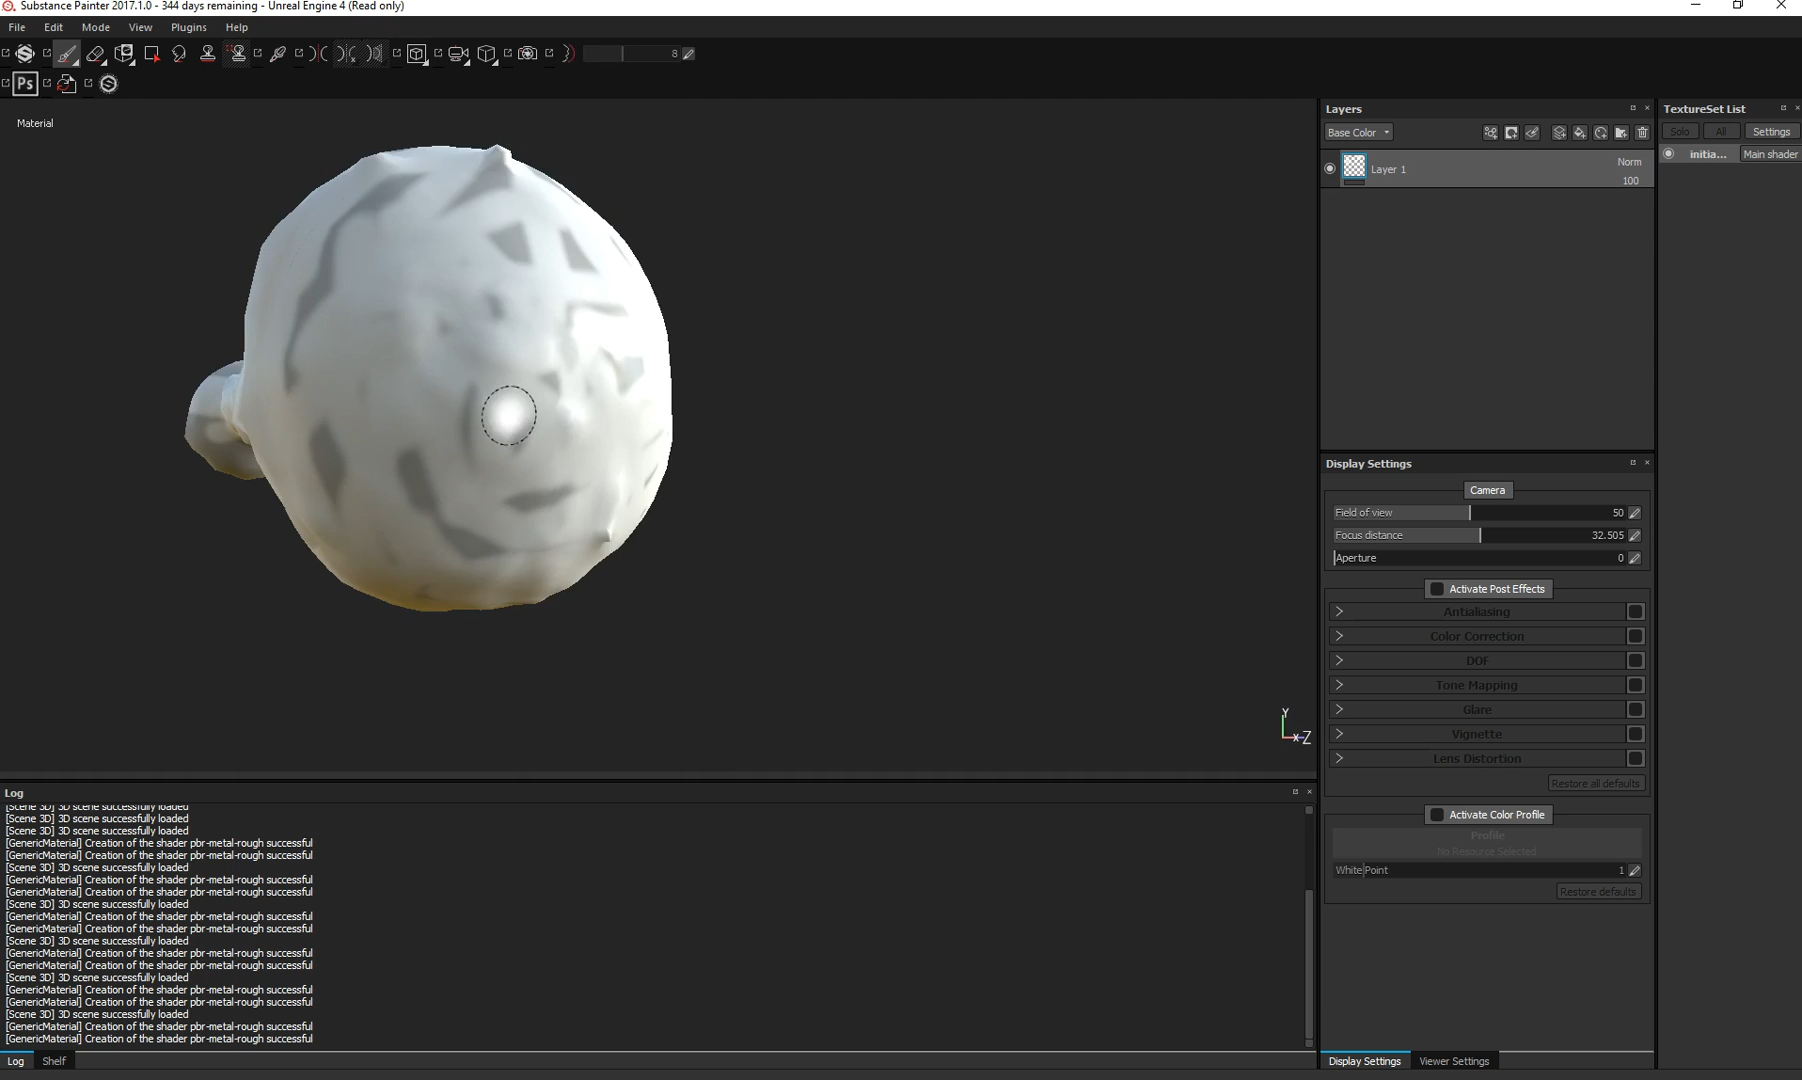 Substance Painter 2017.1.0 - 344 days remaining - Unreal Engine 4 (Read only)
File Edit Mode View Plugins Help
8
Ps
Material
Layers
Base Color
Layer 1
Norm
100
TextureSet List
Solo All Settings
initia... Main shader
Display Settings
Camera
Field of view 50
Focus distance 32.505
Aperture 0
Activate Post Effects
Antialiasing
Color Correction
DOF
Tone Mapping
Glare
Vignette
Lens Distortion
Restore all defaults
Activate Color Profile
Profile
No Resource Selected
White Point 1
Restore defaults
Y
X Z
Log
[Scene 3D] 3D scene successfully loaded
[Scene 3D] 3D scene successfully loaded
[Scene 3D] 3D scene successfully loaded
[GenericMaterial] Creation of the shader pbr-metal-rough successful
[GenericMaterial] Creation of the shader pbr-metal-rough successful
[Scene 3D] 3D scene successfully loaded
[GenericMaterial] Creation of the shader pbr-metal-rough successful
[GenericMaterial] Creation of the shader pbr-metal-rough successful
[Scene 3D] 3D scene successfully loaded
[GenericMaterial] Creation of the shader pbr-metal-rough successful
[GenericMaterial] Creation of the shader pbr-metal-rough successful
[Scene 3D] 3D scene successfully loaded
[GenericMaterial] Creation of the shader pbr-metal-rough successful
[GenericMaterial] Creation of the shader pbr-metal-rough successful
[Scene 3D] 3D scene successfully loaded
[GenericMaterial] Creation of the shader pbr-metal-rough successful
[GenericMaterial] Creation of the shader pbr-metal-rough successful
[Scene 3D] 3D scene successfully loaded
[GenericMaterial] Creation of the shader pbr-metal-rough successful
[GenericMaterial] Creation of the shader pbr-metal-rough successful
Log Shelf
Display Settings Viewer Settings